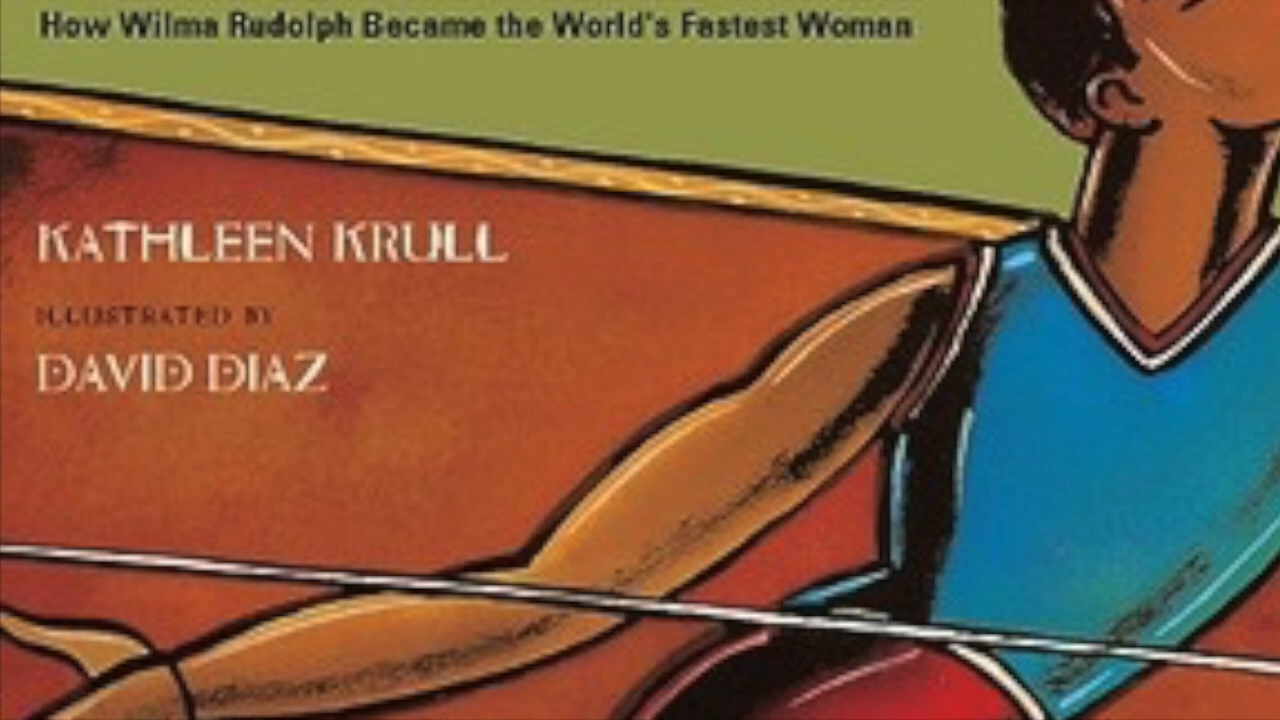 How Wilma Rudolph Became the World's Fastest Woman
KATHLEEN KRULL
ILLUSTRATED BY
DAVID DIAZ